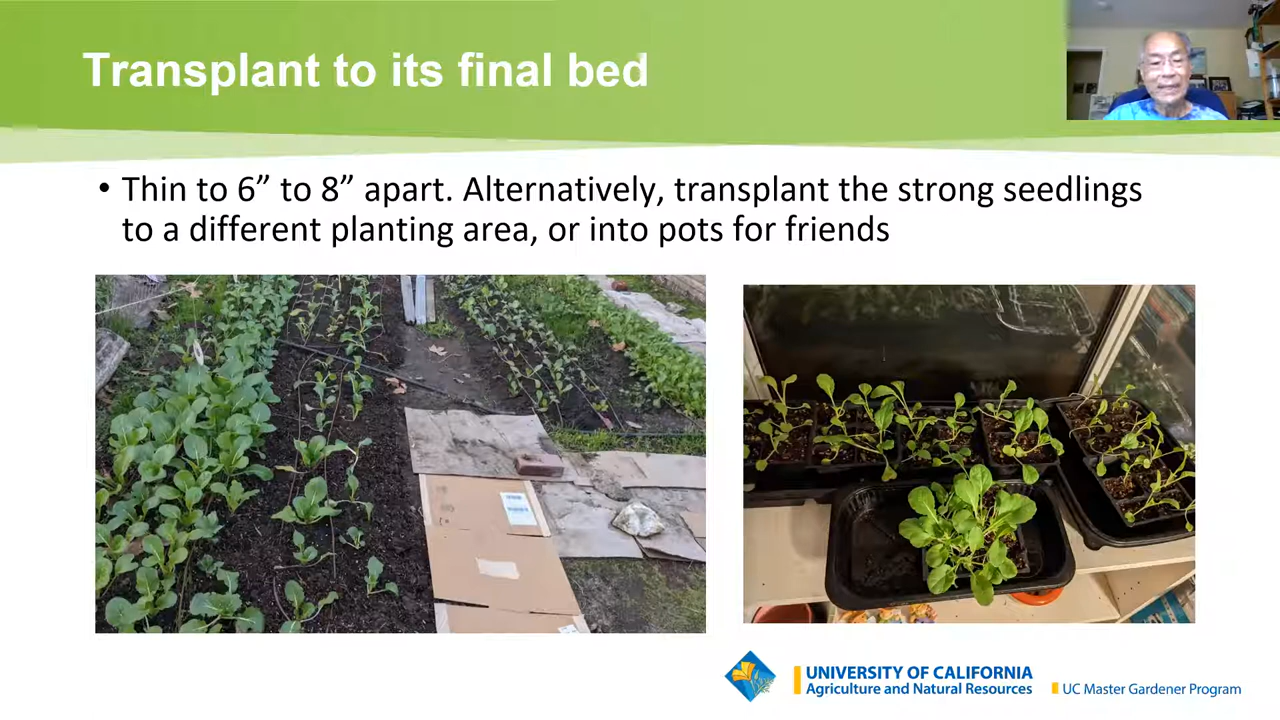 Transplant to its final bed
• Thin to 6” to 8” apart. Alternatively, transplant the strong seedlings
to a different planting area, or into pots for friends
UNIVERSITY OF CALIFORNIA
Agriculture and Natural Resources
UC Master Gardener Program